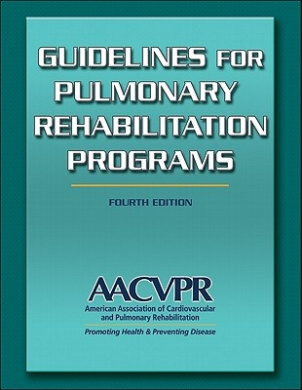 GUIDELINES FOR
PULMONARY
REHABILITATION
PROGRAMS
FOURTH EDITION
AACVPR
American Association of Cardiovascular
and Pulmonary Rehabilitation
Promoting Health & Preventing Disease